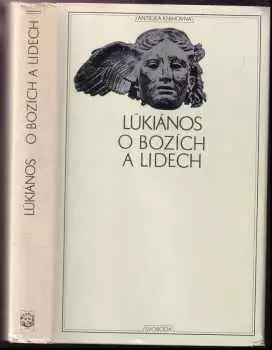 LÚKIÁNOS O BOZÍCH A LIDECH
ANTICKÁ KNIHOVNA
LÚKIÁNOS
O BOZÍCH
A LIDECH
SVOBODA